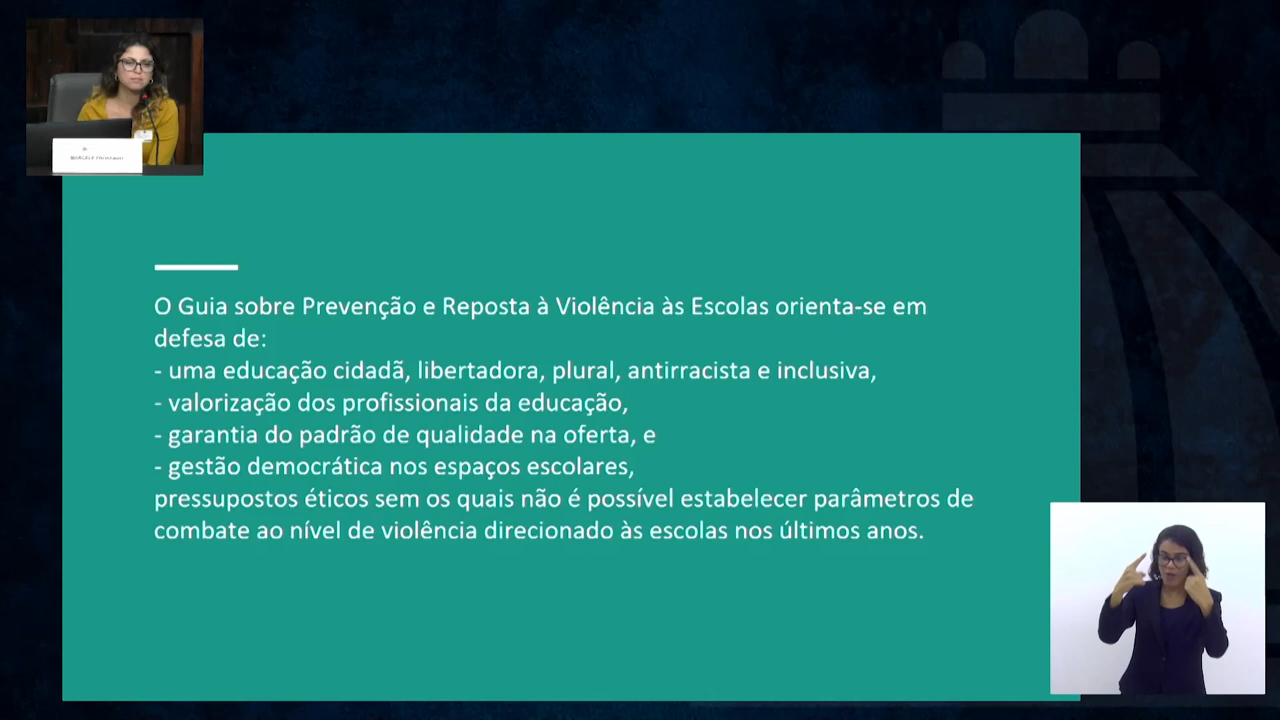 O Guia sobre Prevenção e Reposta à Violência às Escolas orienta-se em
defesa de:
- uma educação cidadã, libertadora, plural, antirracista e inclusiva,
- valorização dos profissionais da educação,
- garantia do padrão de qualidade na oferta, e
- gestão democrática nos espaços escolares,
pressupostos éticos sem os quais não é possível estabelecer parâmetros de
combate ao nível de violência direcionado às escolas nos últimos anos.